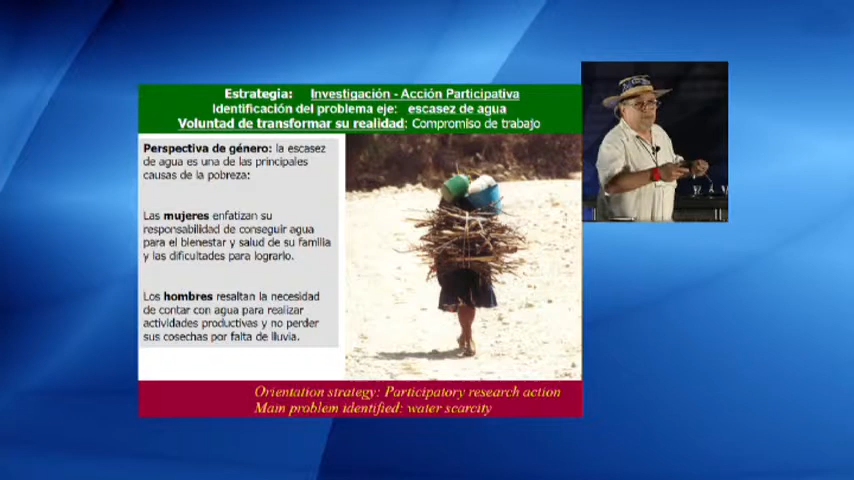 Estrategia: Investigación - Acción Participativa
Identificación del problema eje: escasez de agua
Voluntad de transformar su realidad: Compromiso de trabajo
Perspectiva de género: la escasez
de agua es una de las principales
causas de la pobreza:
Las mujeres enfatizan su
responsabilidad de conseguir agua
para el bienestar y salud de su familia
y las dificultades para lograrlo.
Los hombres resaltan la necesidad
de contar con agua para realizar
actividades productivas y no perder
sus cosechas por falta de lluvia.
Orientation strategy: Participatory research action
Main problem identified: water scarcity